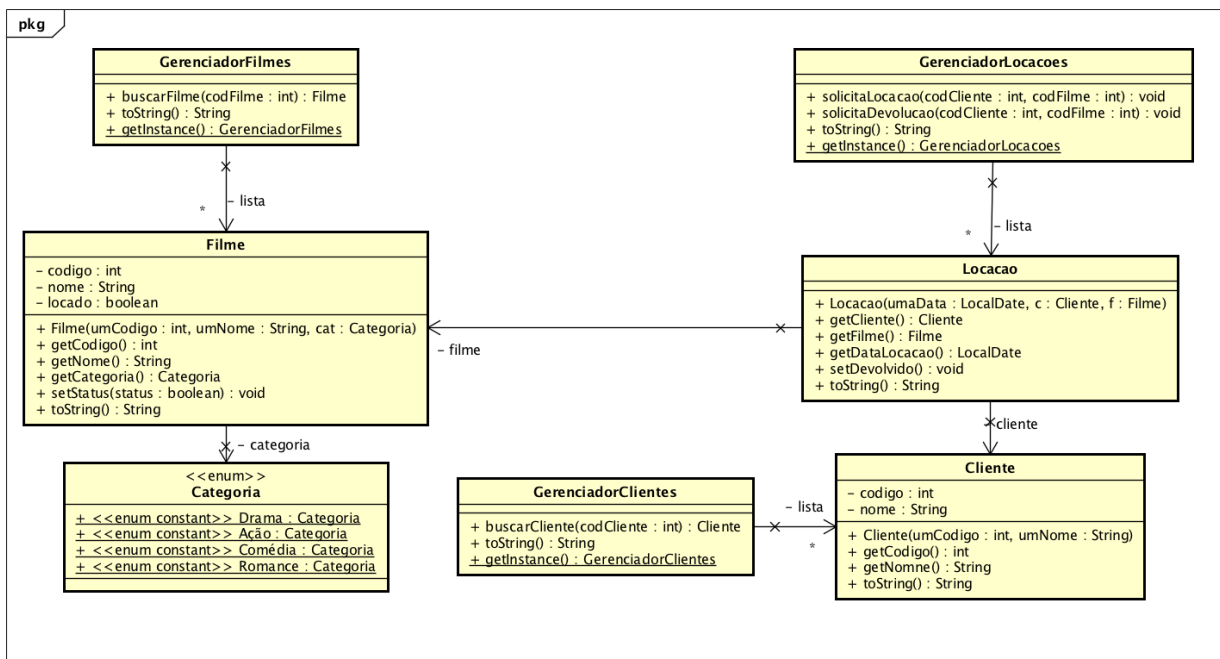 pkg
GerenciadorFilmes
+ buscarFilme(codFilme : int) : Filme
+ toString() : String
+ getInstance() : GerenciadorFilmes
GerenciadorLocacoes
+ solicitaLocacao(codCliente : int, codFilme : int) : void
+ solicitaDevolucao(codCliente : int, codFilme : int) : void
+ toString() : String
+ getInstance() : GerenciadorLocacoes
– lista
*
– lista
*
Filme
– codigo : int
– nome : String
– locado : boolean
+ Filme(umCodigo : int, umNome : String, cat : Categoria)
+ getCodigo() : int
+ getNome() : String
+ getCategoria() : Categoria
+ setStatus(status : boolean) : void
+ toString() : String
– filme
Locacao
+ Locacao(umaData : LocalDate, c : Cliente, f : Filme)
+ getCliente() : Cliente
+ getFilme() : Filme
+ getDataLocacao() : LocalDate
+ setDevolvido() : void
+ toString() : String
– categoria
– cliente
<<enum>>
Categoria
+ <<enum constant>> Drama : Categoria
+ <<enum constant>> Ação : Categoria
+ <<enum constant>> Comédia : Categoria
+ <<enum constant>> Romance : Categoria
GerenciadorClientes
+ buscarCliente(codCliente : int) : Cliente
+ toString() : String
+ getInstance() : GerenciadorClientes
– lista
*
Cliente
– codigo : int
– nome : String
+ Cliente(umCodigo : int, umNome : String)
+ getCodigo() : int
+ getNomne() : String
+ toString() : String